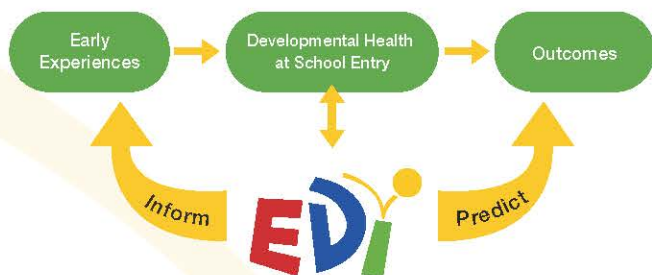 Early
Experiences
Developmental Health
at School Entry
Outcomes
Inform
EDI
Predict